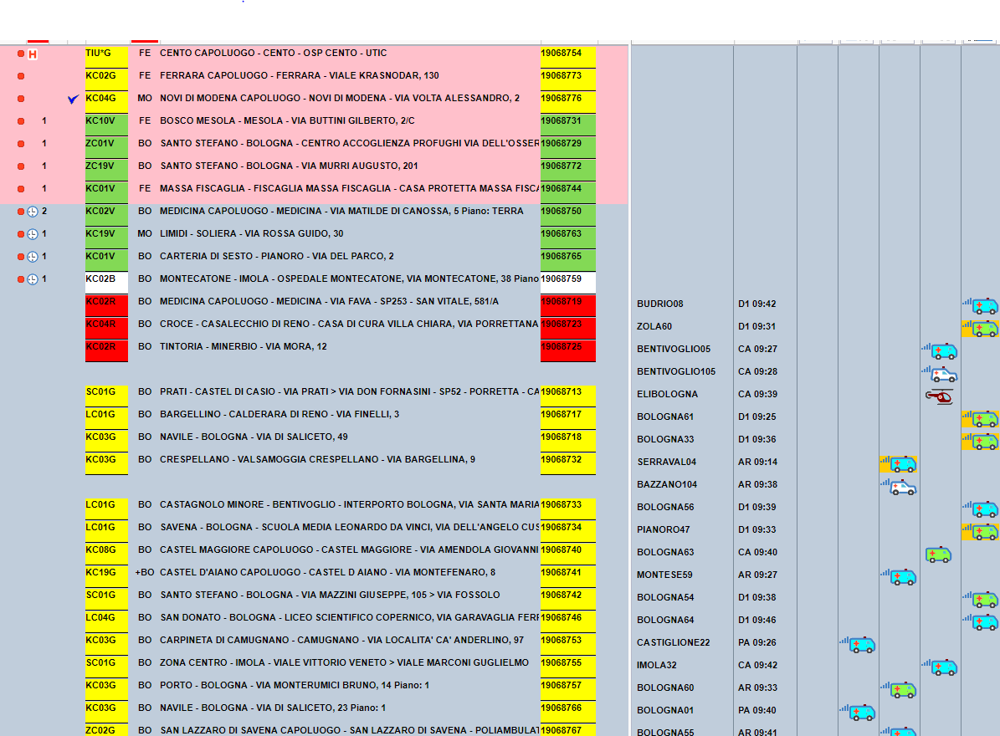 H TIU*G FE CENTO CAPOLUOGO - CENTO - OSP CENTO - UTIC 19068754
KC02G FE FERRARA CAPOLUOGO - FERRARA - VIALE KRASNODAR, 130 19068773
KC04G MO NOVI DI MODENA CAPOLUOGO - NOVI DI MODENA - VIA VOLTA ALESSANDRO, 2 19068776
1 KC10V FE BOSCO MESOLA - MESOLA - VIA BUTTINI GILBERTO, 2/C 19068731
1 ZC01V BO SANTO STEFANO - BOLOGNA - CENTRO ACCOGLIENZA PROFUGHI VIA DELL'OSSER 19068729
1 ZC19V BO SANTO STEFANO - BOLOGNA - VIA MURRI AUGUSTO, 201 19068772
1 KC01V FE MASSA FISCAGLIA - FISCAGLIA MASSA FISCAGLIA - CASA PROTETTA MASSA FISCA 19068744
2 KC02V BO MEDICINA CAPOLUOGO - MEDICINA - VIA MATILDE DI CANOSSA, 5 Piano: TERRA 19068750
1 KC19V MO LIMIDI - SOLIERA - VIA ROSSA GUIDO, 30 19068763
1 KC01V BO CARTERIA DI SESTO - PIANORO - VIA DEL PARCO, 2 19068765
1 KC02B BO MONTECATONE - IMOLA - OSPEDALE MONTECATONE, VIA MONTECATONE, 38 Piano 19068759
KC02R BO MEDICINA CAPOLUOGO - MEDICINA - VIA FAVA - SP253 - SAN VITALE, 581/A 19068719 BUDRIO08 D1 09:42
KC04R BO CROCE - CASALECCHIO DI RENO - CASA DI CURA VILLA CHIARA, VIA PORRETTANA 19068723 ZOLA60 D1 09:31
KC02R BO TINTORIA - MINERBIO - VIA MORA, 12 19068725 BENTIVOGLIO05 CA 09:27
BENTIVOGLIO105 CA 09:28
SC01G BO PRATI - CASTEL DI CASIO - VIA PRATI > VIA DON FORNASINI - SP52 - PORRETTA - CA 19068713 ELIBOLOGNA CA 09:39
LC01G BO BARGELLINO - CALDERARA DI RENO - VIA FINELLI, 3 19068717 BOLOGNA61 D1 09:25
KC03G BO NAVILE - BOLOGNA - VIA DI SALICETO, 49 19068718 BOLOGNA33 D1 09:36
KC03G BO CRESPELLANO - VALSAMOGGIA CRESPELLANO - VIA BARGELLINA, 9 19068732 SERRAVAL04 AR 09:14
BAZZANO104 AR 09:38
LC01G BO CASTAGNOLO MINORE - BENTIVOGLIO - INTERPORTO BOLOGNA, VIA SANTA MARIA 19068733 BOLOGNA56 D1 09:39
LC01G BO SAVENA - BOLOGNA - SCUOLA MEDIA LEONARDO DA VINCI, VIA DELL'ANGELO CUS 19068734 PIANORO47 D1 09:33
KC08G BO CASTEL MAGGIORE CAPOLUOGO - CASTEL MAGGIORE - VIA AMENDOLA GIOVANNI 19068740 BOLOGNA63 CA 09:40
KC19G +BO CASTEL D'AIANO CAPOLUOGO - CASTEL D AIANO - VIA MONTEFENARO, 8 19068741 MONTESE59 AR 09:27
SC01G BO SANTO STEFANO - BOLOGNA - VIA MAZZINI GIUSEPPE, 105 > VIA FOSSOLO 19068742 BOLOGNA54 D1 09:38
LC04G BO SAN DONATO - BOLOGNA - LICEO SCIENTIFICO COPERNICO, VIA GARAVAGLIA FERR 19068746 BOLOGNA64 D1 09:46
KC03G BO CARPINETA DI CAMUGNANO - CAMUGNANO - VIA LOCALITA' CA' ANDERLINO, 97 19068753 CASTIGLIONE22 PA 09:26
SC01G BO ZONA CENTRO - IMOLA - VIALE VITTORIO VENETO > VIALE MARCONI GUGLIELMO 19068755 IMOLA32 CA 09:42
KC03G BO PORTO - BOLOGNA - VIA MONTERUMICI BRUNO, 14 Piano: 1 19068757 BOLOGNA60 AR 09:33
KC03G BO NAVILE - BOLOGNA - VIA DI SALICETO, 23 Piano: 1 19068766 BOLOGNA01 PA 09:40
ZC02G BO SAN LAZZARO DI SAVENA CAPOLUOGO - SAN LAZZARO DI SAVENA - POLIAMBULAT 19068767 BOLOGNA55 AR 09:41